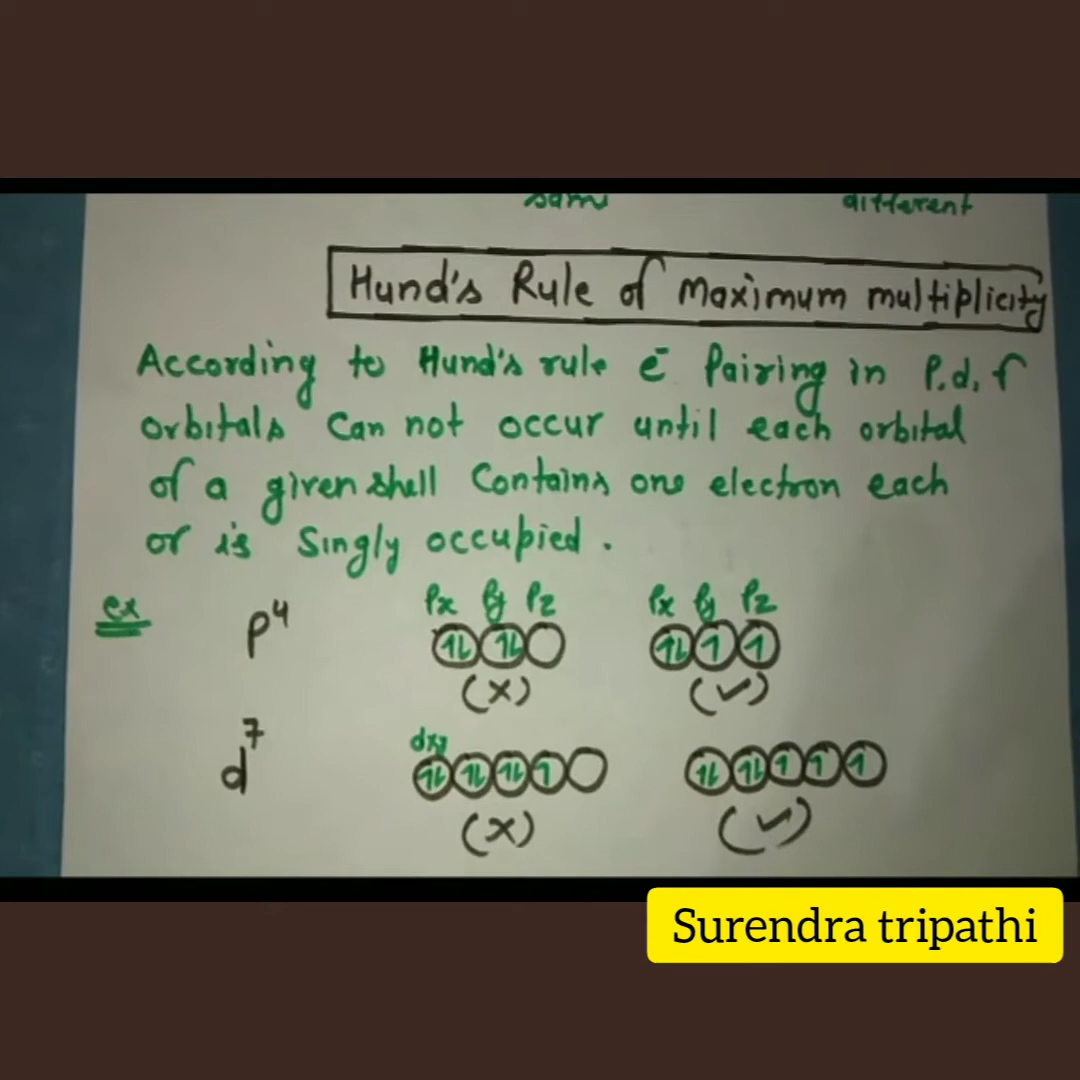 same different
Hund's Rule of maximum multiplicity
According to Hund's rule ē Pairing in P.d.f
orbitals Can not occur until each orbital
of a given shell Contains one electron each
or is Singly occupied.
ex p⁴ Px Py Pz Px Py Pz
⥮ ⥮ ⥮ ↿ ↿
(×) (✓)
d⁷ dxy
⥮ ⥮ ⥮ ↿ ⥮ ⥮ ↿ ↿ ↿
(×) (✓)
Surendra tripathi